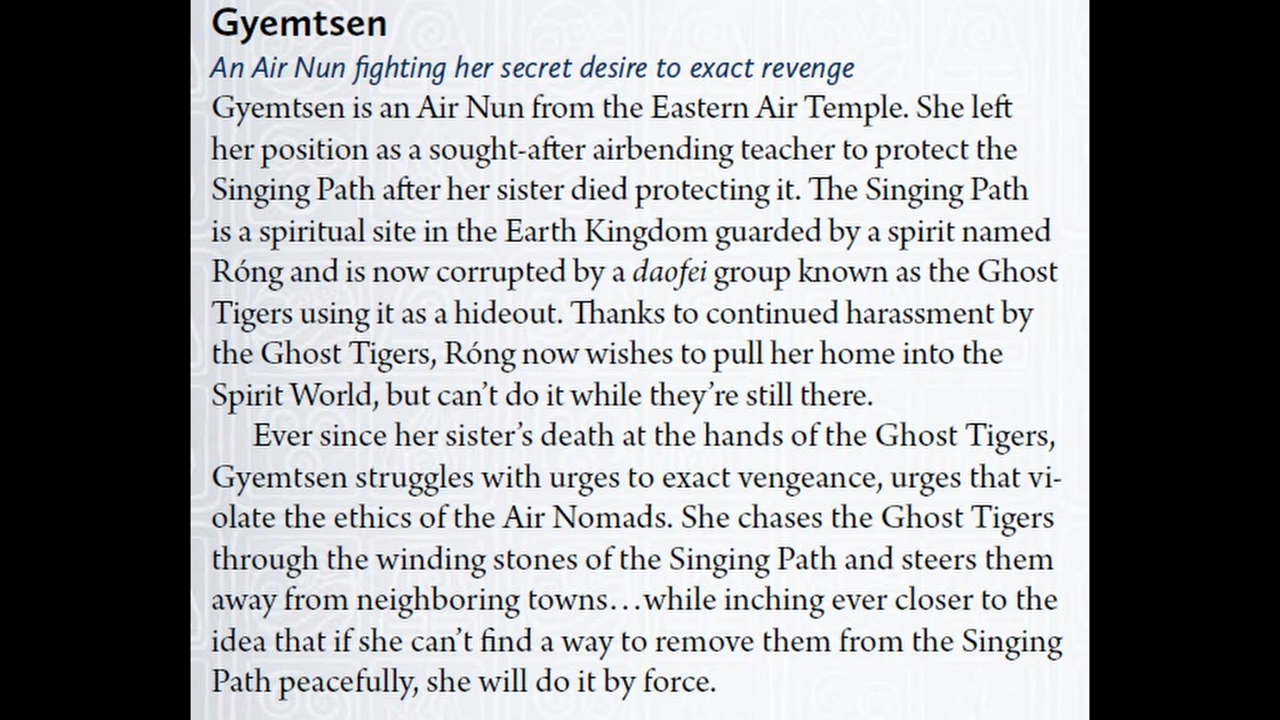 Gyemtsen
An Air Nun fighting her secret desire to exact revenge
Gyemtsen is an Air Nun from the Eastern Air Temple. She left
her position as a sought-after airbending teacher to protect the
Singing Path after her sister died protecting it. The Singing Path
is a spiritual site in the Earth Kingdom guarded by a spirit named
Róng and is now corrupted by a daofei group known as the Ghost
Tigers using it as a hideout. Thanks to continued harassment by
the Ghost Tigers, Róng now wishes to pull her home into the
Spirit World, but can’t do it while they’re still there.
Ever since her sister’s death at the hands of the Ghost Tigers,
Gyemtsen struggles with urges to exact vengeance, urges that vi-
olate the ethics of the Air Nomads. She chases the Ghost Tigers
through the winding stones of the Singing Path and steers them
away from neighboring towns…while inching ever closer to the
idea that if she can’t find a way to remove them from the Singing
Path peacefully, she will do it by force.